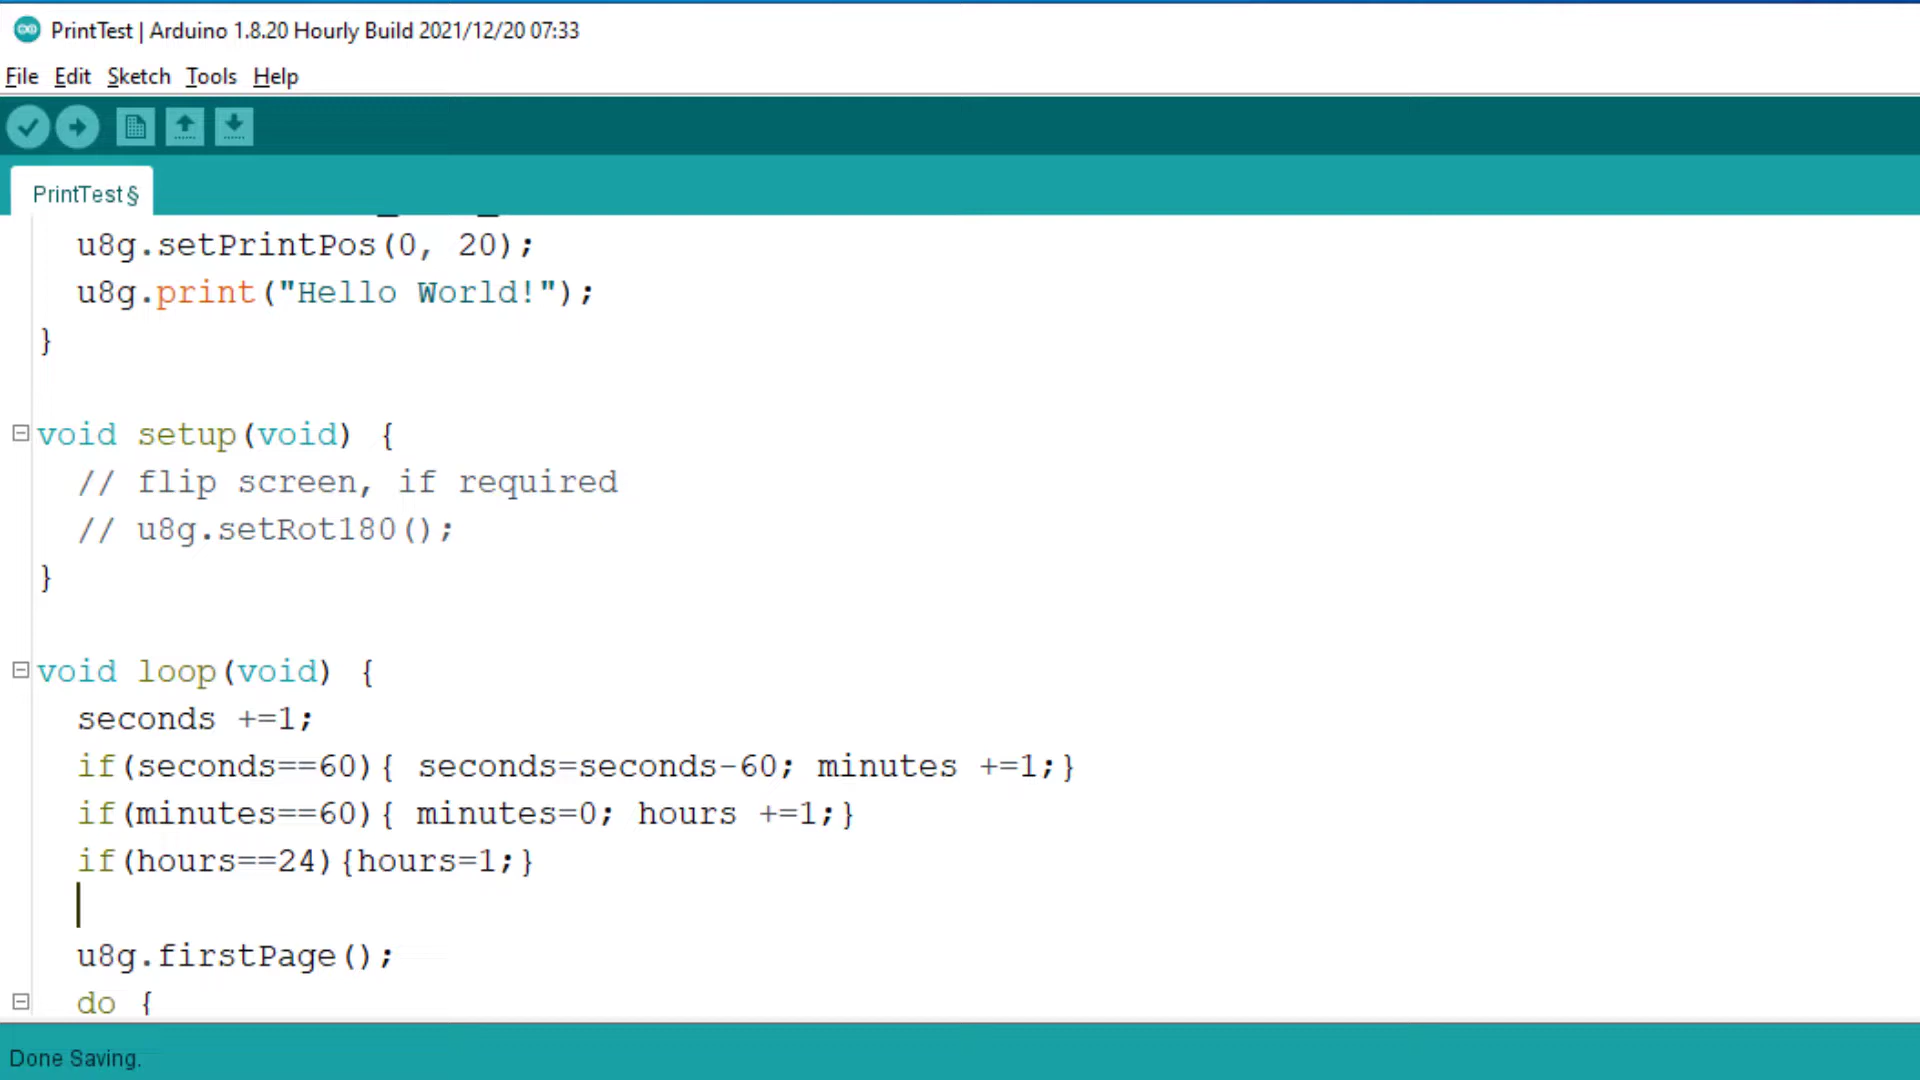 PrintTest | Arduino 1.8.20 Hourly Build 2021/12/20 07:33
File Edit Sketch Tools Help
PrintTest§
u8g.setPrintPos(0, 20);
u8g.print("Hello World!");
}
void setup(void) {
// flip screen, if required
// u8g.setRot180();
}
void loop(void) {
seconds +=1;
if(seconds==60){ seconds=seconds-60; minutes +=1;}
if(minutes==60){ minutes=0; hours +=1;}
if(hours==24){hours=1;}
u8g.firstPage();
do {
Done Saving.